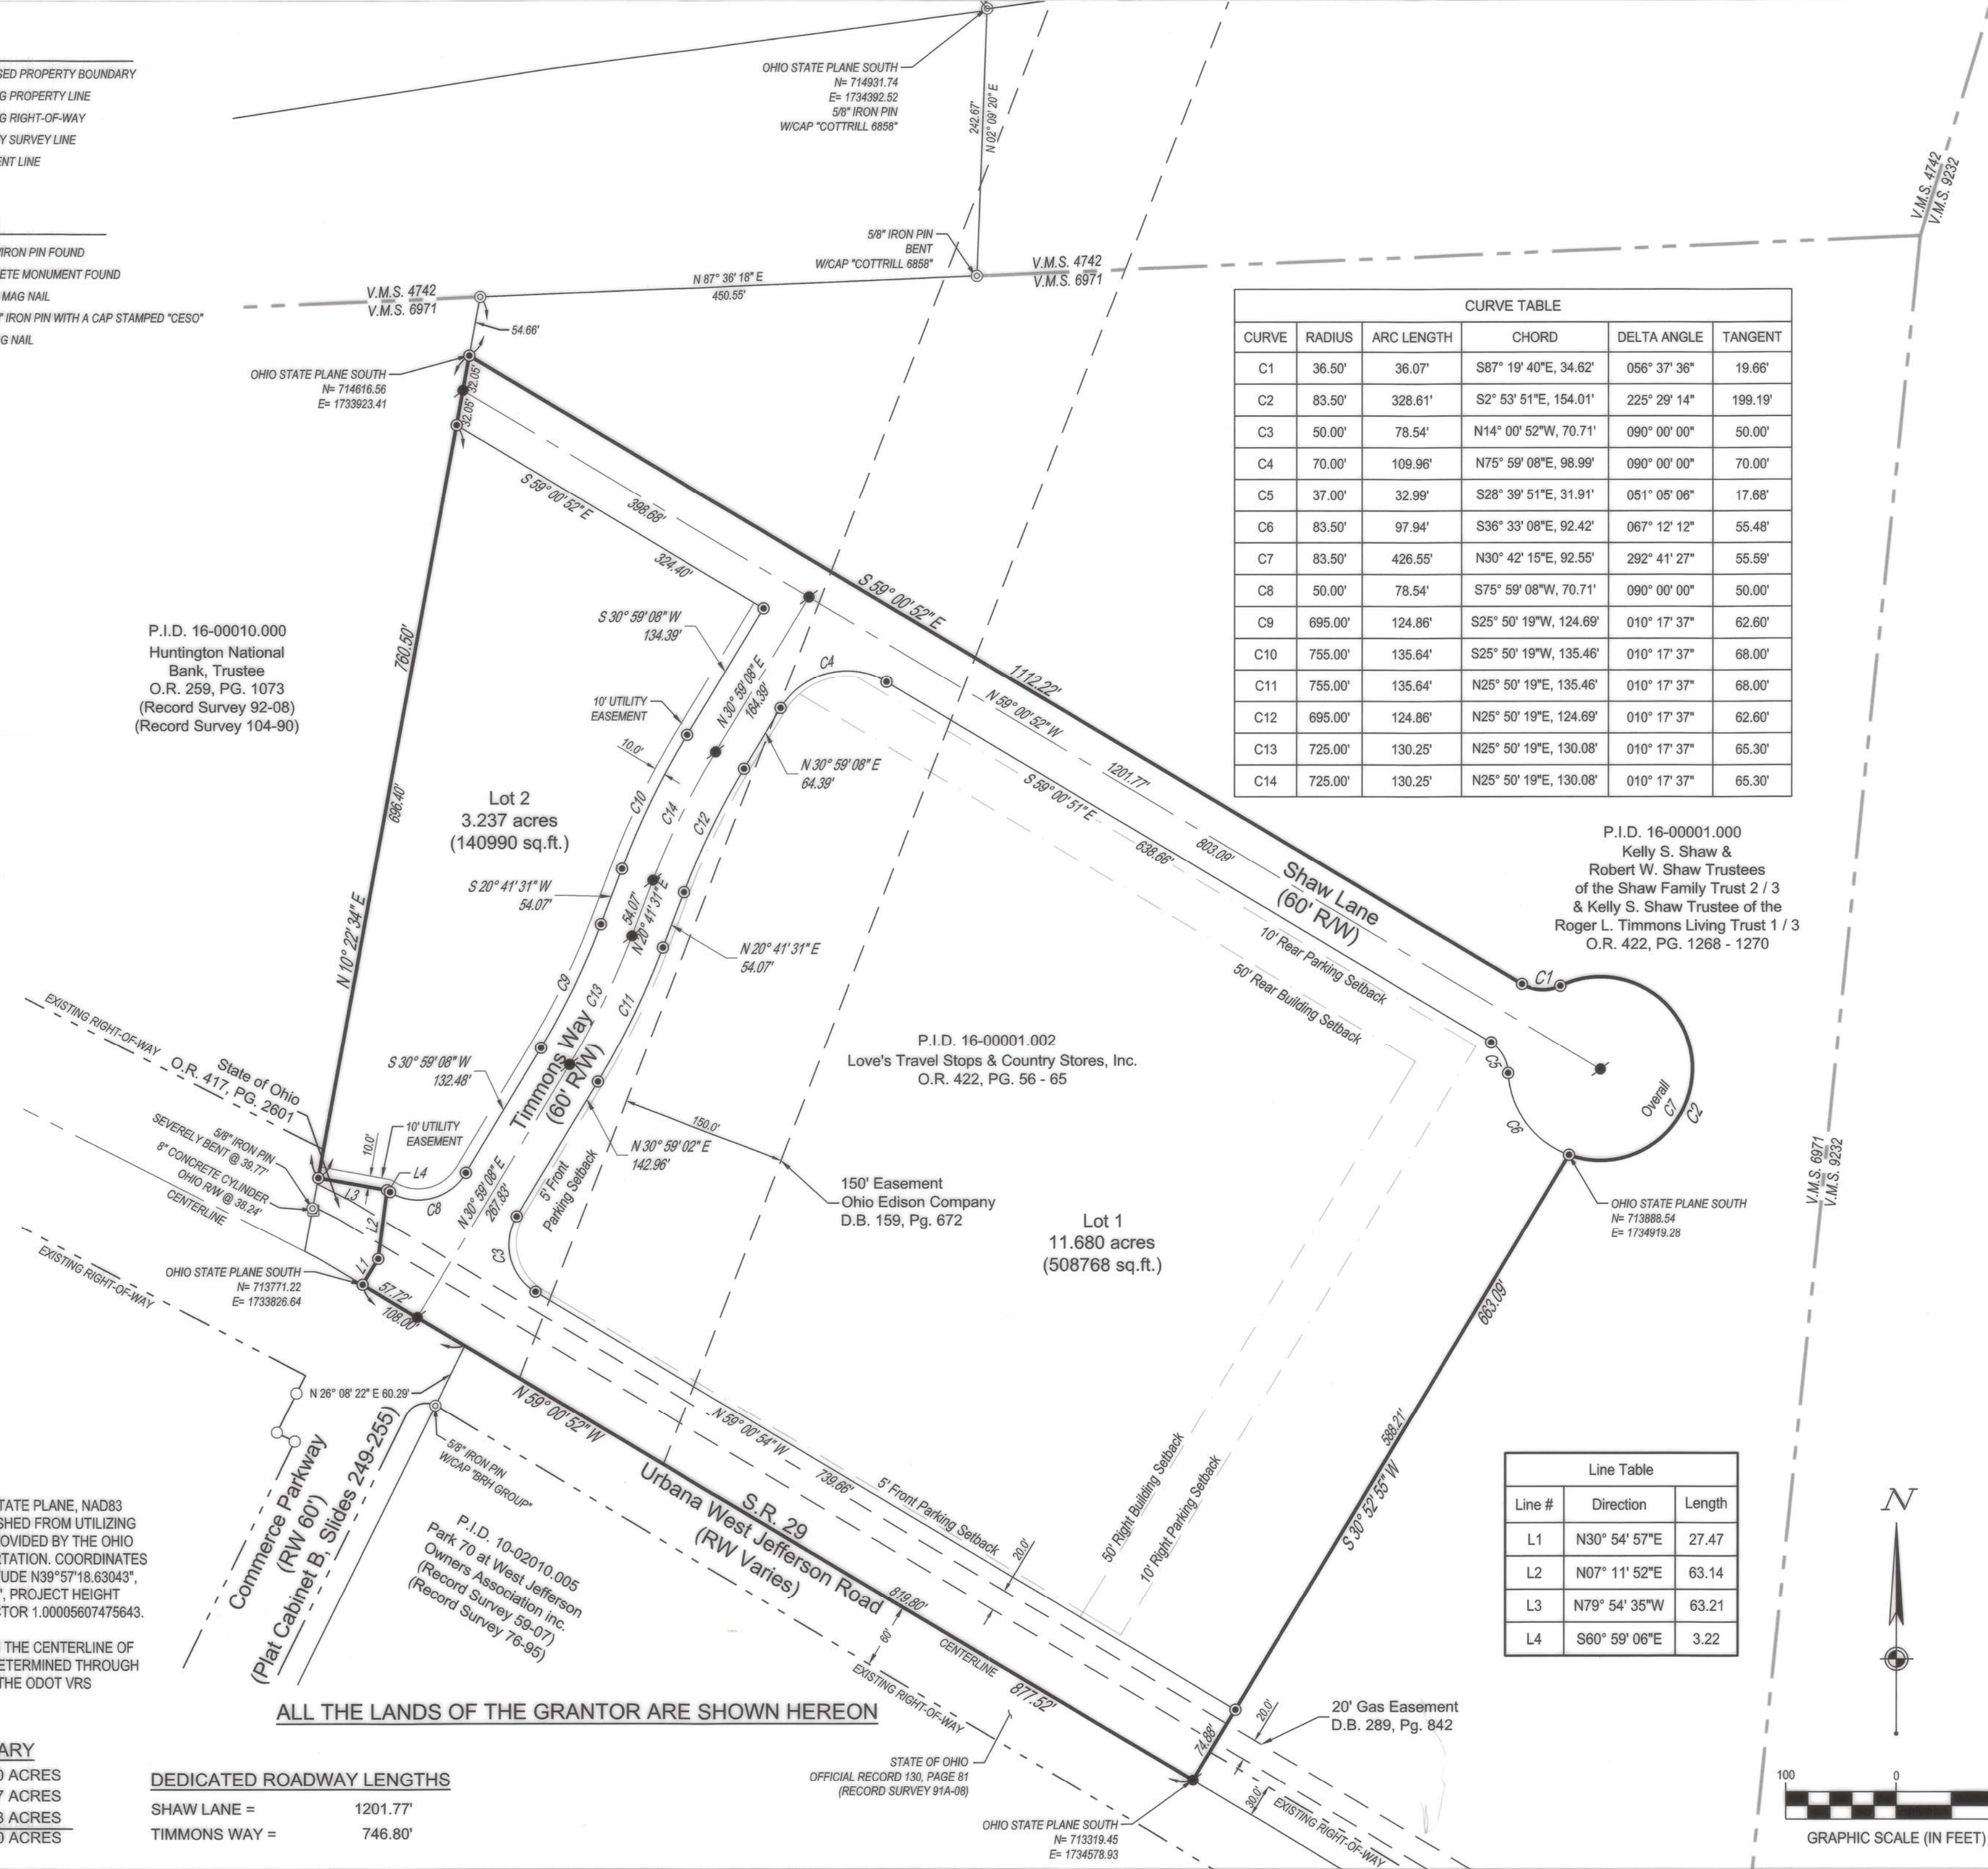 SED PROPERTY BOUNDARY
G PROPERTY LINE
G RIGHT-OF-WAY
Y SURVEY LINE
ENT LINE
IRON PIN FOUND
ETE MONUMENT FOUND
MAG NAIL
" IRON PIN WITH A CAP STAMPED "CESO"
G NAIL
OHIO STATE PLANE SOUTH
N= 714931.74
E= 1734392.52
5/8" IRON PIN
W/CAP "COTTRILL 6858"
242.67'
N 02° 09' 20" E
5/8" IRON PIN
BENT
W/CAP "COTTRILL 6858"
V.M.S. 4742
V.M.S. 6971
V.M.S. 4742
V.M.S. 9232
V.M.S. 4742
V.M.S. 6971
N 87° 36' 18" E
450.55'
54.66'
OHIO STATE PLANE SOUTH
N= 714616.56
E= 1733923.41
32.05'
32.05'
CURVE TABLE
CURVE RADIUS ARC LENGTH CHORD DELTA ANGLE TANGENT
C1 36.50' 36.07' S87° 19' 40"E, 34.62' 056° 37' 36" 19.66'
C2 83.50' 328.61' S2° 53' 51"E, 154.01' 225° 29' 14" 199.19'
C3 50.00' 78.54' N14° 00' 52"W, 70.71' 090° 00' 00" 50.00'
C4 70.00' 109.96' N75° 59' 08"E, 98.99' 090° 00' 00" 70.00'
C5 37.00' 32.99' S28° 39' 51"E, 31.91' 051° 05' 06" 17.68'
C6 83.50' 97.94' S36° 33' 08"E, 92.42' 067° 12' 12" 55.48'
C7 83.50' 426.55' N30° 42' 15"E, 92.55' 292° 41' 27" 55.59'
C8 50.00' 78.54' S75° 59' 08"W, 70.71' 090° 00' 00" 50.00'
C9 695.00' 124.86' S25° 50' 19"W, 124.69' 010° 17' 37" 62.60'
C10 755.00' 135.64' S25° 50' 19"W, 135.46' 010° 17' 37" 68.00'
C11 755.00' 135.64' N25° 50' 19"E, 135.46' 010° 17' 37" 68.00'
C12 695.00' 124.86' N25° 50' 19"E, 124.69' 010° 17' 37" 62.60'
C13 725.00' 130.25' N25° 50' 19"E, 130.08' 010° 17' 37" 65.30'
C14 725.00' 130.25' N25° 50' 19"E, 130.08' 010° 17' 37" 65.30'
S 59° 00' 52" E
398.68'
324.40'
S 59° 00' 52" E
1112.22'
N 59° 00' 52" W
1201.77'
803.09'
S 59° 00' 51" E
638.66'
Shaw Lane
(60' R/W)
10' Rear Parking Setback
50' Rear Building Setback
P.I.D. 16-00010.000
Huntington National
Bank, Trustee
O.R. 259, PG. 1073
(Record Survey 92-08)
(Record Survey 104-90)
760.50'
696.40'
N 10° 22' 34" E
S 30° 59' 08" W
134.39'
N 30° 59' 08" E
164.39'
C4
10' UTILITY
EASEMENT
10.0'
N 30° 59' 08" E
64.39'
Lot 2
3.237 acres
(140990 sq.ft.)
C10
C14
C12
S 20° 41' 31" W
54.07'
54.07'
N 20° 41' 31" E
N 20° 41' 31" E
54.07'
C9
C13
C11
Timmons Way
(60' R/W)
P.I.D. 16-00001.000
Kelly S. Shaw &
Robert W. Shaw Trustees
of the Shaw Family Trust 2 / 3
& Kelly S. Shaw Trustee of the
Roger L. Timmons Living Trust 1 / 3
O.R. 422, PG. 1268 - 1270
C1
C5
C6
Overall
C7
C2
P.I.D. 16-00001.002
Love's Travel Stops & Country Stores, Inc.
O.R. 422, PG. 56 - 65
EXISTING RIGHT-OF-WAY
State of Ohio
O.R. 417, PG. 2601
5/8" IRON PIN
SEVERELY BENT @ 39.77'
8" CONCRETE CYLINDER
OHIO R/W @ 38.24'
CENTERLINE
EXISTING RIGHT-OF-WAY
S 30° 59' 08" W
132.48'
10' UTILITY
EASEMENT
10.0'
L4
L3
L2
L1
C8
N 30° 59' 08" E
267.83'
5' Front
Parking Setback
C3
150.0'
N 30° 59' 02" E
142.96'
150' Easement
Ohio Edison Company
D.B. 159, Pg. 672
Lot 1
11.680 acres
(508768 sq.ft.)
V.M.S. 6971
V.M.S. 9232
OHIO STATE PLANE SOUTH
N= 713888.54
E= 1734919.28
OHIO STATE PLANE SOUTH
N= 713771.22
E= 1733826.64
57.72'
108.00'
N 26° 08' 22" E 60.29'
N 59° 00' 52" W
N 59° 00' 54" W
739.66'
5' Front Parking Setback
20.0'
663.09'
588.21'
S 30° 52' 55" W
50' Right Building Setback
10' Right Parking Setback
Commerce Parkway
(RW 60')
(Plat Cabinet B, Slides 249-255)
5/8" IRON PIN
W/CAP "BRH GROUP"
P.I.D. 10-02010.005
Park 70 at West Jefferson
Owners Association inc.
(Record Survey 59-07)
(Record Survey 76-95)
S.R. 29
Urbana West Jefferson Road
(RW Varies)
819.80'
60'
CENTERLINE
EXISTING RIGHT-OF-WAY
877.52'
74.88'
20.0'
30.0'
EXISTING RIGHT-OF-WAY
20' Gas Easement
D.B. 289, Pg. 842
Line Table
Line # Direction Length
L1 N30° 54' 57"E 27.47
L2 N07° 11' 52"E 63.14
L3 N79° 54' 35"W 63.21
L4 S60° 59' 06"E 3.22
TATE PLANE, NAD83
SHED FROM UTILIZING
OVIDED BY THE OHIO
TATION. COORDINATES
UDE N39°57'18.63043",
", PROJECT HEIGHT
CTOR 1.00005607475643.
THE CENTERLINE OF
ETERMINED THROUGH
THE ODOT VRS
ALL THE LANDS OF THE GRANTOR ARE SHOWN HEREON
STATE OF OHIO
OFFICIAL RECORD 130, PAGE 81
(RECORD SURVEY 91A-08)
OHIO STATE PLANE SOUTH
N= 713319.45
E= 1734578.93
ARY
0 ACRES
7 ACRES
3 ACRES
0 ACRES
DEDICATED ROADWAY LENGTHS
SHAW LANE = 1201.77'
TIMMONS WAY = 746.80'
N
100 0
GRAPHIC SCALE (IN FEET)